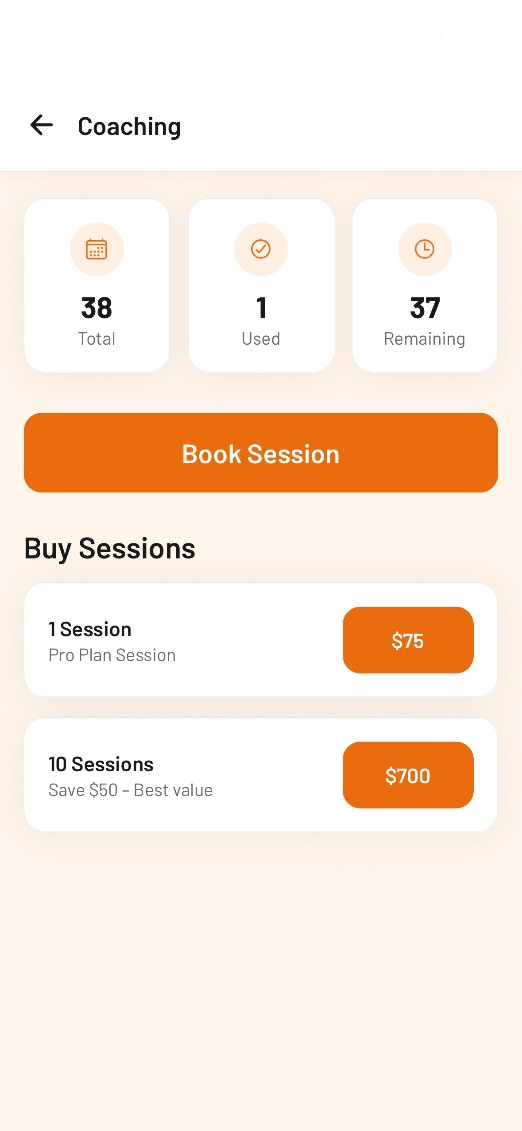 Coaching
38
Total
1
Used
37
Remaining
Book Session
Buy Sessions
1 Session
Pro Plan Session
$75
10 Sessions
Save $50 – Best value
$700